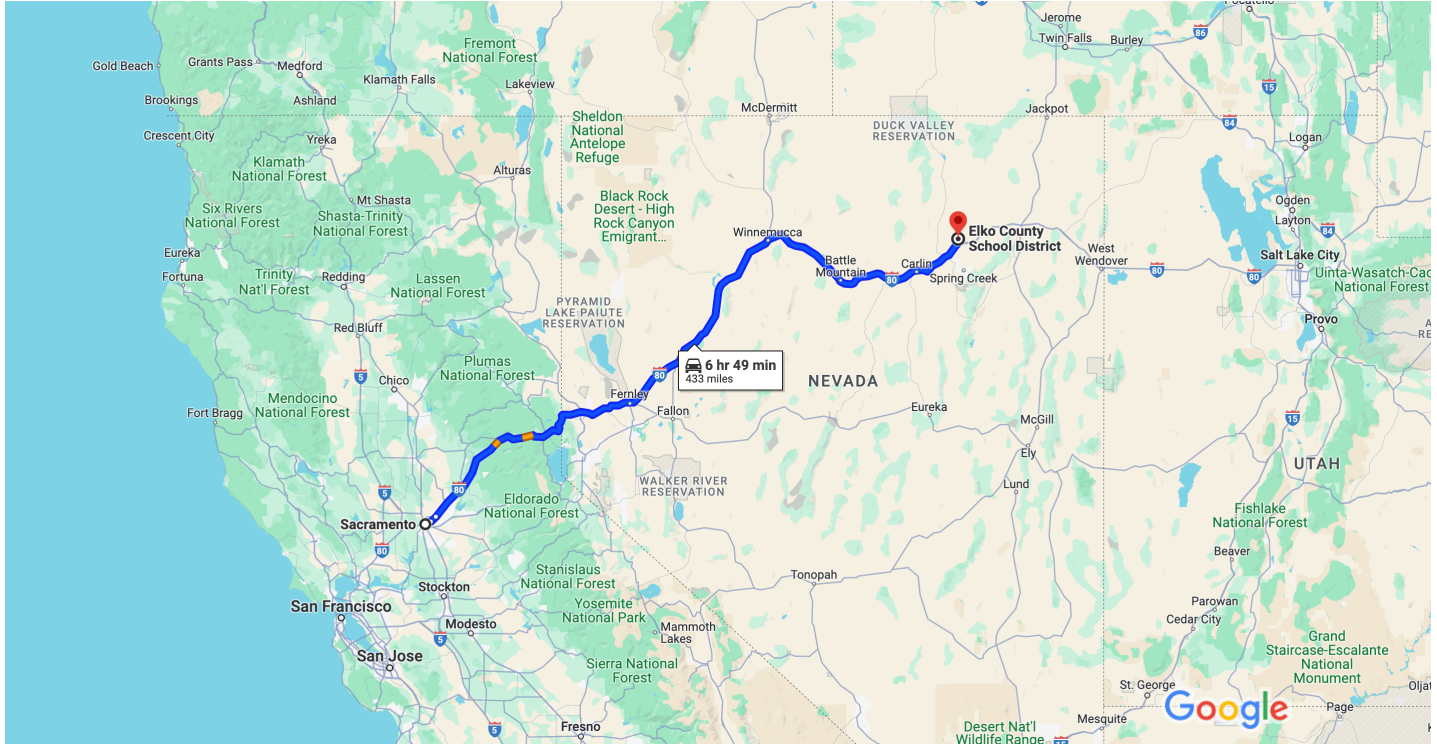 Pocatello
Jerome
Twin Falls
Burley
86
Fremont
National Forest
Gold Beach
Grants Pass
Medford
Klamath Falls
Lakeview
15
Brookings
Ashland
McDermitt
Jackpot
Crescent City
Yreka
Sheldon
National
Antelope
Refuge
DUCK VALLEY
RESERVATION
84
Logan
Klamath
National Forest
Alturas
Mt Shasta
Six Rivers
National Forest
Shasta-Trinity
National Forest
Black Rock
Desert - High
Rock Canyon
Emigrant...
Ogden
Layton
84
Winnemucca
Elko County
School District
Eureka
Fortuna
Trinity
Nat'l Forest
Redding
Lassen
National Forest
Battle
Mountain
80
Carlin
Spring Creek
West
Wendover
80
80
Salt Lake City
Uinta-Wasatch-Cac
National Forest
PYRAMID
LAKE PAIUTE
RESERVATION
Provo
Red Bluff
6 hr 49 min
433 miles
Plumas
National Forest
5
80
NEVADA
Chico
Mendocino
National Forest
Fort Bragg
Fernley
Fallon
Eureka
McGill
15
Ely
UTAH
80
5
WALKER RIVER
RESERVATION
Lund
Eldorado
National Forest
Fishlake
National Forest
Sacramento
80
Beaver
Stanislaus
National Forest
Tonopah
Stockton
San Francisco
Yosemite
National Park
Parowan
Cedar City
Modesto
5
Mammoth
Lakes
Grand
Staircase-Escalante
National
Monument
San Jose
Sierra National
Forest
St. George
Google
Page
Mesquite
Fresno
5
Desert Nat'l
Wildlife Range